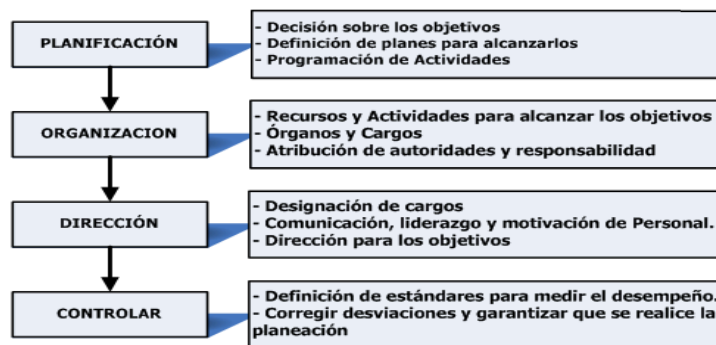 PLANIFICACIÓN
- Decisión sobre los objetivos
- Definición de planes para alcanzarlos
- Programación de Actividades
ORGANIZACION
- Recursos y Actividades para alcanzar los objetivos
- Órganos y Cargos
- Atribución de autoridades y responsabilidad
DIRECCIÓN
- Designación de cargos
- Comunicación, liderazgo y motivación de Personal.
- Dirección para los objetivos
CONTROLAR
- Definición de estándares para medir el desempeño.
- Corregir desviaciones y garantizar que se realice la
planeación